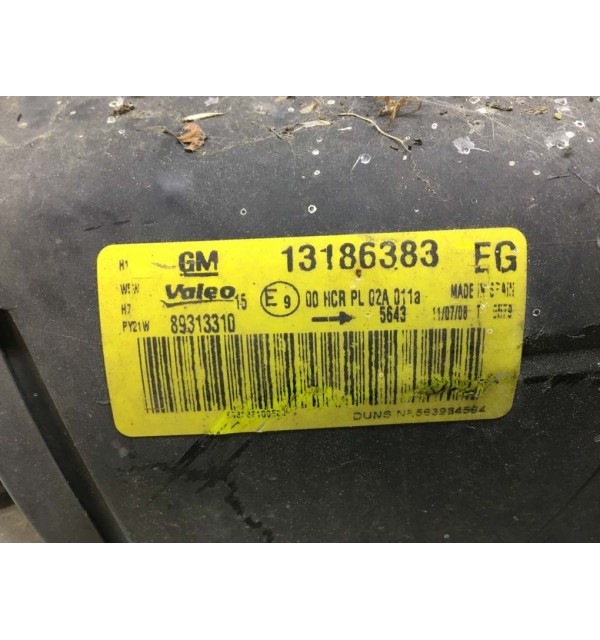 H1 GM 13186383 EG
W5W Valeo 15 E9 00 HCR PL 02A 011a MADE IN SPAIN
H7 → 5643 11/07/08
PY21W 89313310
DUNS Nº 563984564